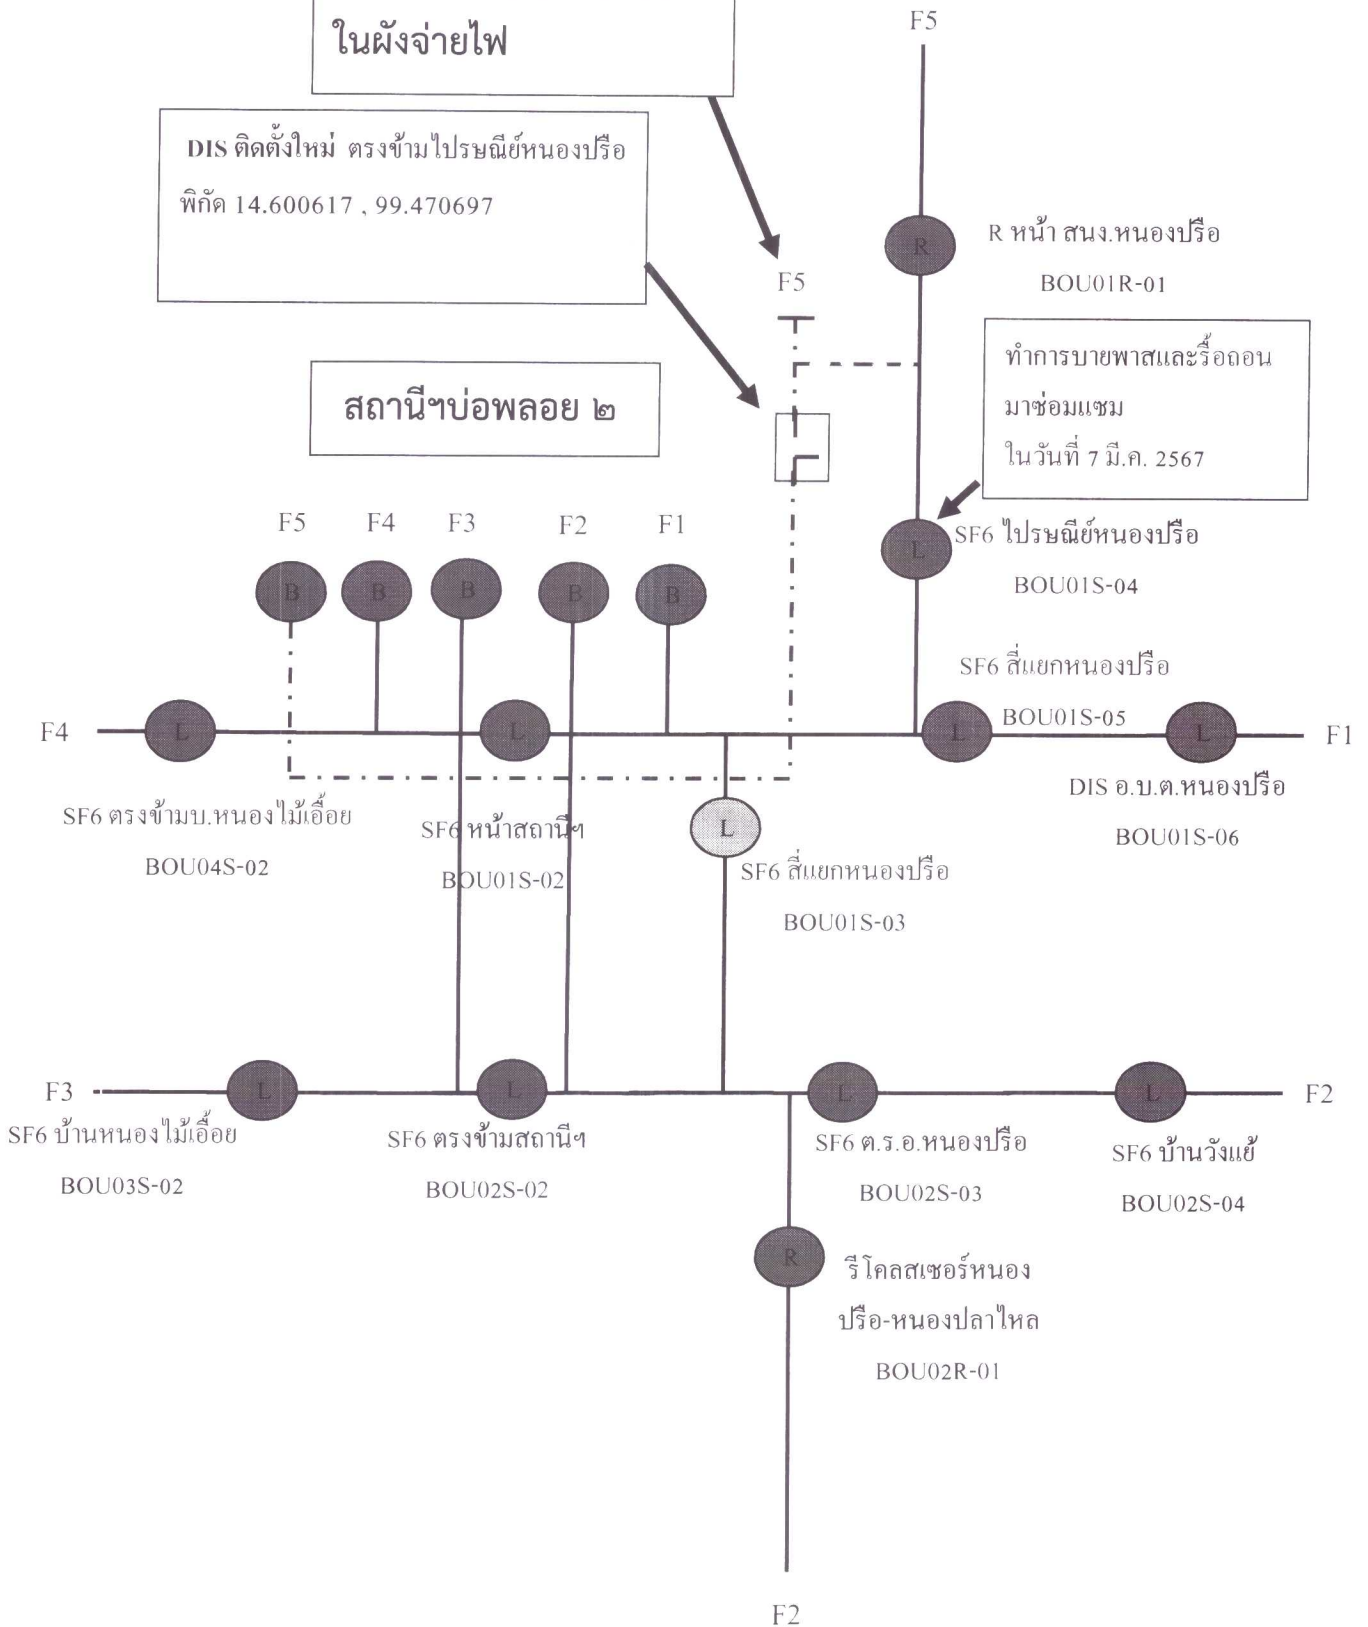 F5
ในผังจ่ายไฟ
DIS ติดตั้งใหม่ ตรงข้ามไปรษณีย์หนองปรือ
พิกัด 14.600617 , 99.470697
R
R หน้า สนง.หนองปรือ
BOU01R-01
F5
ทำการบายพาสและรื้อถอน
มาซ่อมแซม
ในวันที่ 7 มี.ค. 2567
สถานีฯบ่อพลอย ๒
F5
F4
F3
F2
F1
L
SF6 ไปรษณีย์หนองปรือ
BOU01S-04
B
B
B
B
B
SF6 สี่แยกหนองปรือ
BOU01S-05
F4
L
L
L
L
F1
DIS อ.บ.ต.หนองปรือ
BOU01S-06
SF6 ตรงข้ามบ.หนองไม้เอื้อย
BOU04S-02
SF6 หน้าสถานีฯ
BOU01S-02
L
SF6 สี่แยกหนองปรือ
BOU01S-03
F3
L
L
L
L
F2
SF6 บ้านหนองไม้เอื้อย
BOU03S-02
SF6 ตรงข้ามสถานีฯ
BOU02S-02
SF6 ต.ร.อ.หนองปรือ
BOU02S-03
SF6 บ้านวังแย้
BOU02S-04
R
รีโคลสเซอร์หนอง
ปรือ-หนองปลาไหล
BOU02R-01
F2